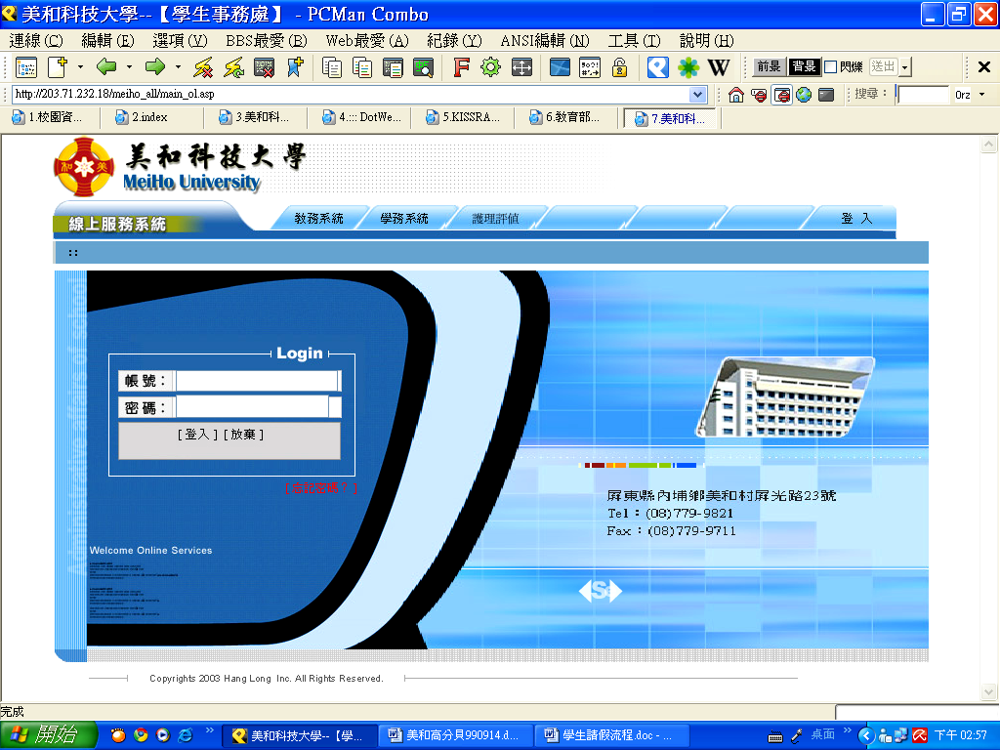 美和科技大學--【學生事務處】 - PCMan Combo
連線(C) 編輯(E) 選項(V) BBS最愛(B) Web最愛(A) 紀錄(Y) ANSI編輯(N) 工具(T) 說明(H)
前景 背景 閃爍 送出
http://203.71.232.18/meiho_all/main_ol.asp 搜尋： Orz
1.校園資... 2.index 3.美和科... 4.::: DotWe... 5.KISSRA... 6.教育部... 7.美和科...
美和科技大學
MeiHo University
線上服務系統 教務系統 學務系統 護理評値 登 入
::
Administrative affairs of school
Login
帳 號：
密 碼：
[ 登入 ] [ 放棄 ]
屏東縣內埔鄉美和村屏光路23號
Tel：(08)779-9821
Fax：(08)779-9711
Welcome Online Services
Copyrights 2003 Hang Long Inc. All Rights Reserved.
完成
開始 美和科技大學--【學... 美和高分貝990914.d... 學生請假流程.doc - ... 桌面 下午 02:57